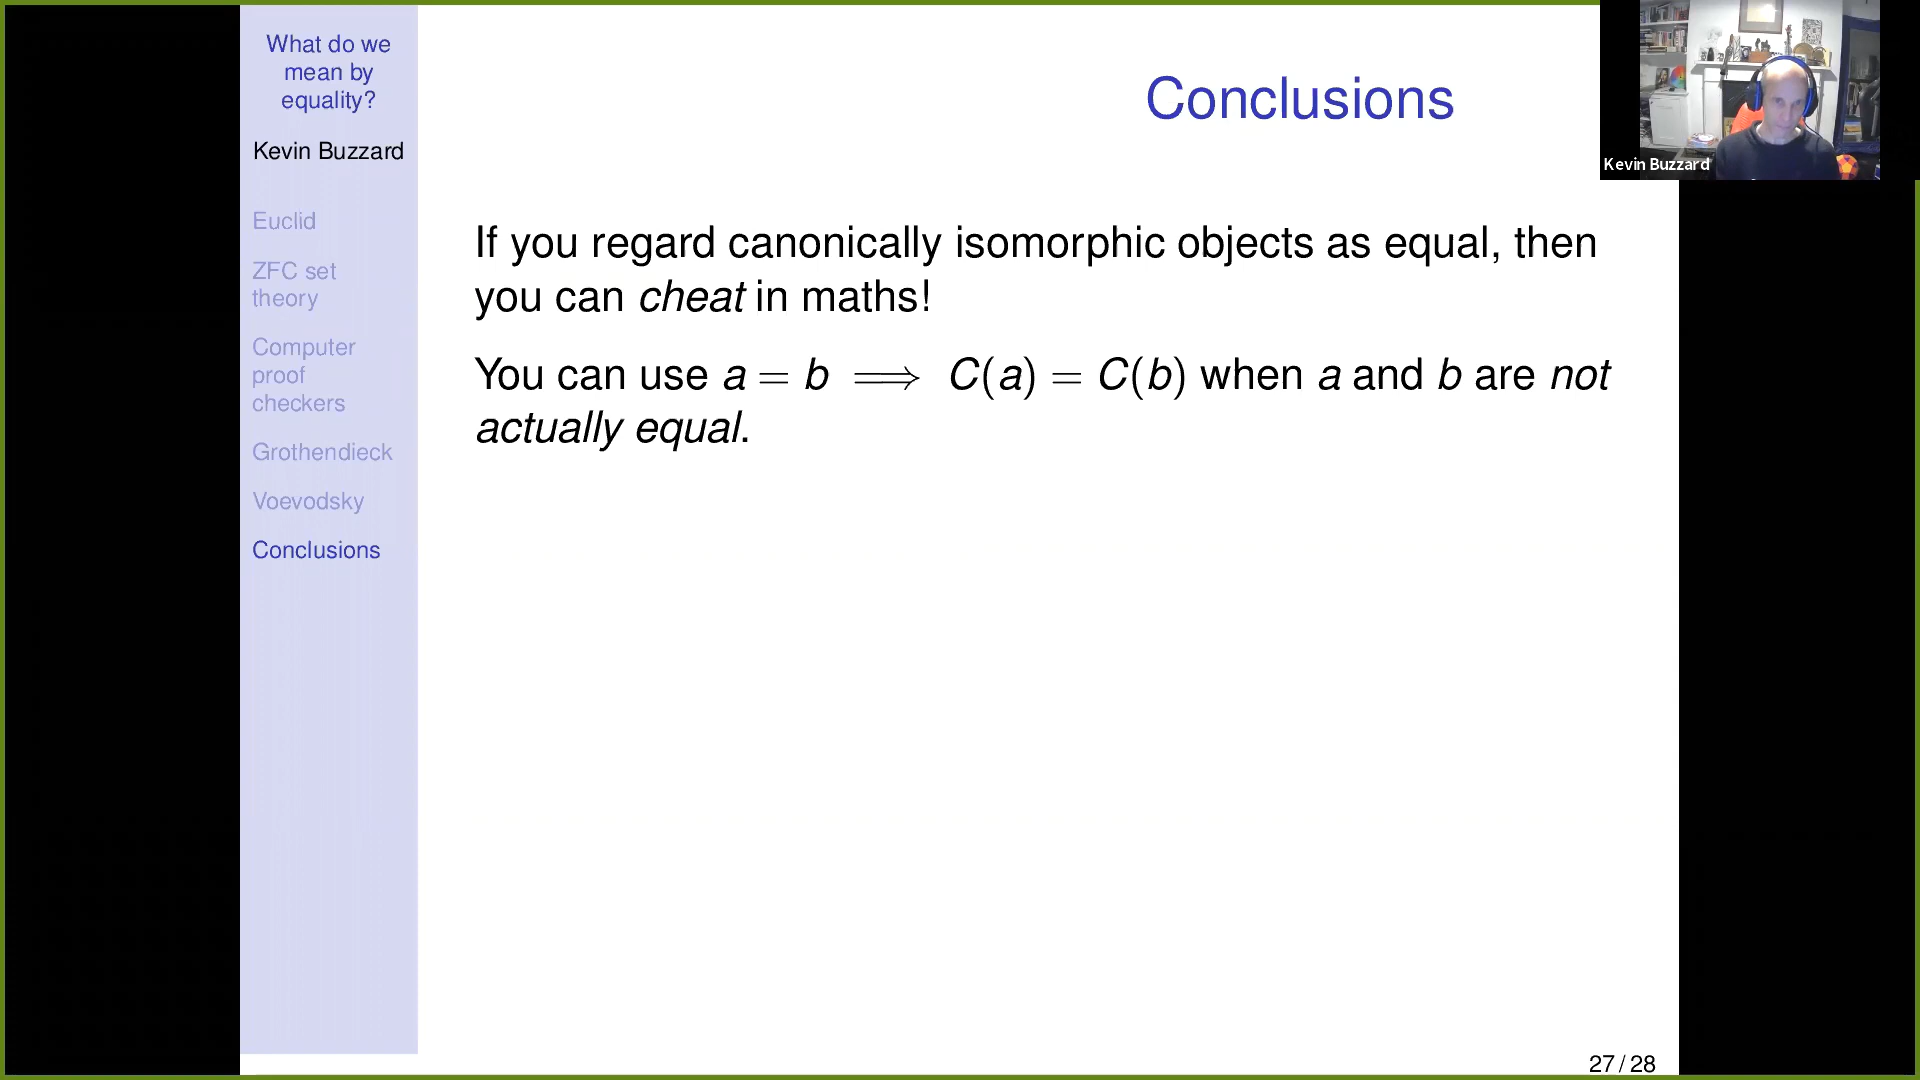 What do we
mean by
equality?
Kevin Buzzard
Euclid
ZFC set
theory
Computer
proof
checkers
Grothendieck
Voevodsky
Conclusions
Conclusions
If you regard canonically isomorphic objects as equal, then
you can cheat in maths!
You can use a = b ⟹ C(a) = C(b) when a and b are not
actually equal.
27 / 28
Kevin Buzzard